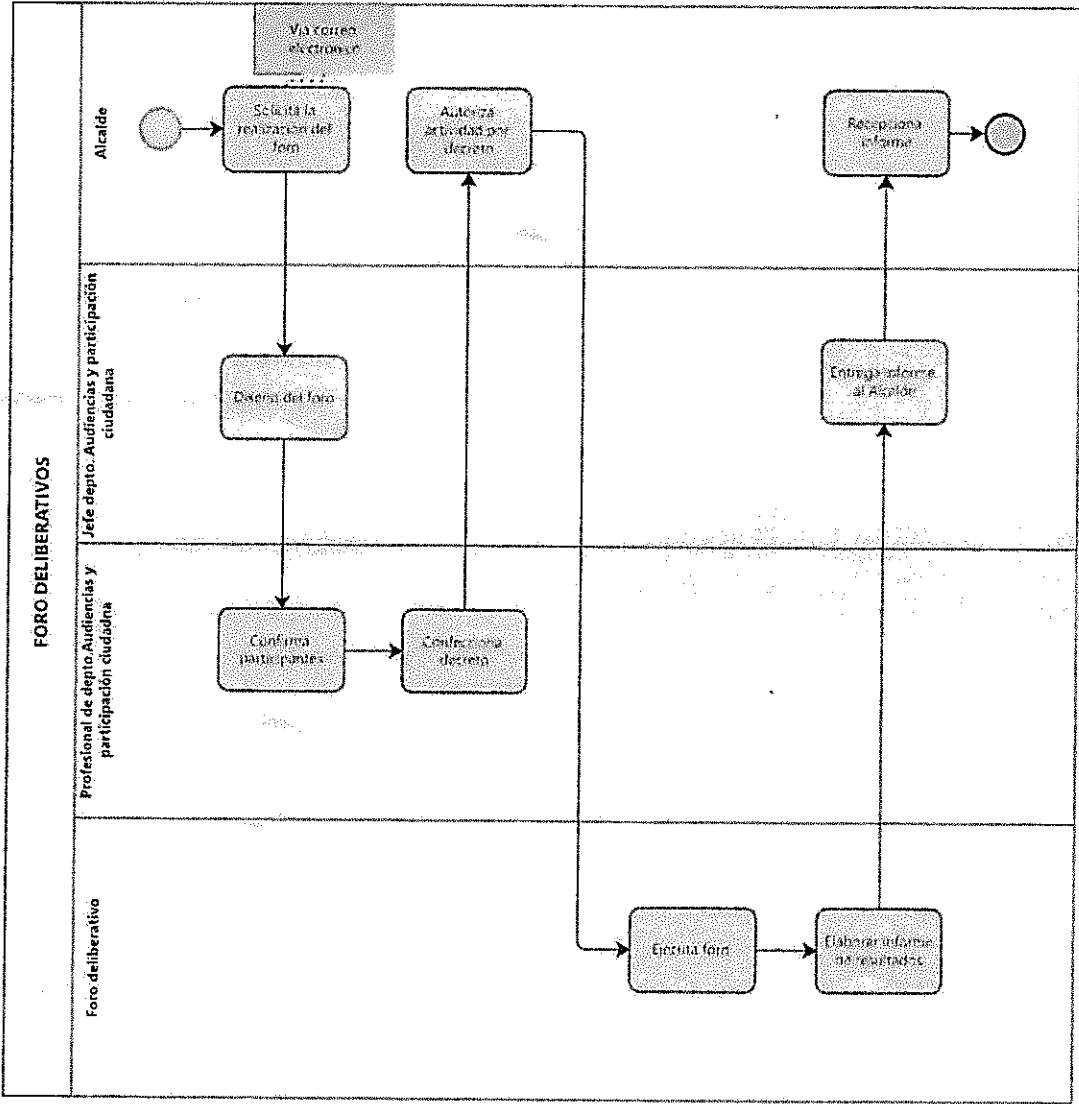 FORO DELIBERATIVOS
Alcalde
Jefe depto. Audiencias y participación
ciudadana
Profesional de depto.Audiencias y
participación ciudadna
Foro deliberativo
Via correo
electronico
Solicita la
realización del
foro
Autoriza
actividad por
decreto
Recepciona
informe
Diseño del foro
Entrega informe
al Alcalde
Confirma
participantes
Confecciona
decreto
Ejecuta foro
Elaborar informe
de resultados